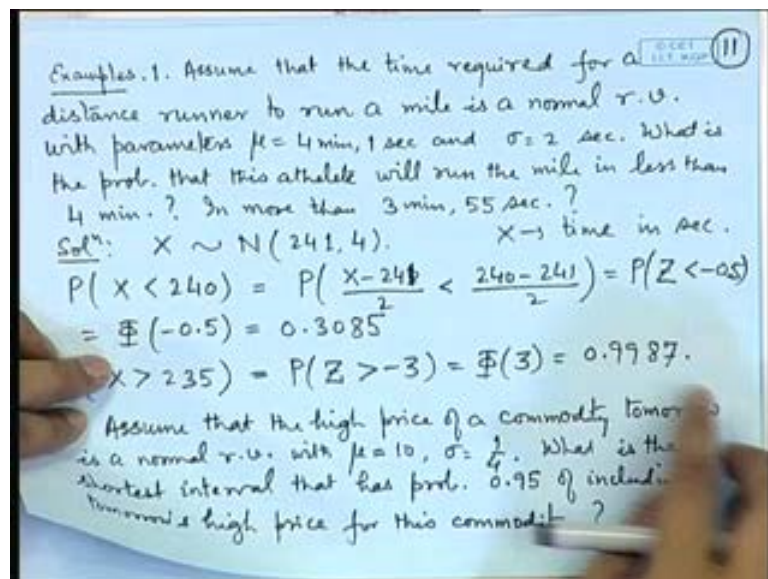 Examples. 1. Assume that the time required for a
11
distance runner to run a mile is a normal r.v.
with parameters μ = 4 min, 1 sec and σ = 2 sec. What is
the prob. that this athelete will run the mile in less than
4 min.? In more than 3 min, 55 sec.?
Solⁿ: X ~ N(241, 4). X → time in sec.
P(X < 240) = P( (X-241)/2 < (240-241)/2 ) = P(Z < -0.5)
= Φ(-0.5) = 0.3085
X > 235) = P(Z > -3) = Φ(3) = 0.9987.
Assume that the high price of a commodity
is a normal r.v. with μ = 10, σ = 1/4. What is the
shortest interval that has prob. 0.95 of
tomorrow's high price for this commodity ?